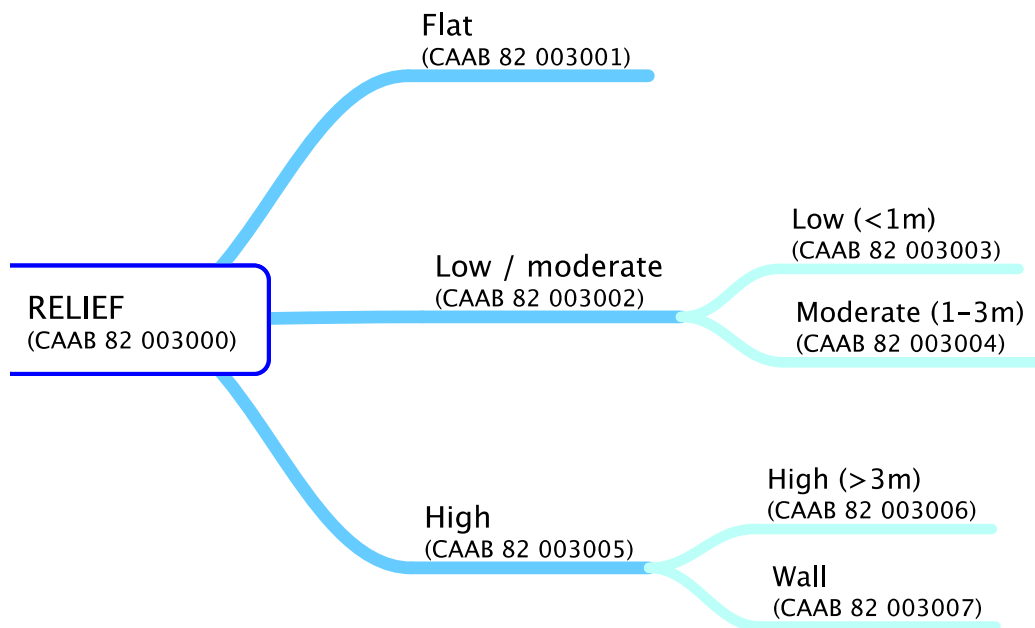 Flat
(CAAB 82 003001)
Low (<1m)
(CAAB 82 003003)
Low / moderate
(CAAB 82 003002)
RELIEF
(CAAB 82 003000)
Moderate (1-3m)
(CAAB 82 003004)
High (>3m)
(CAAB 82 003006)
High
(CAAB 82 003005)
Wall
(CAAB 82 003007)